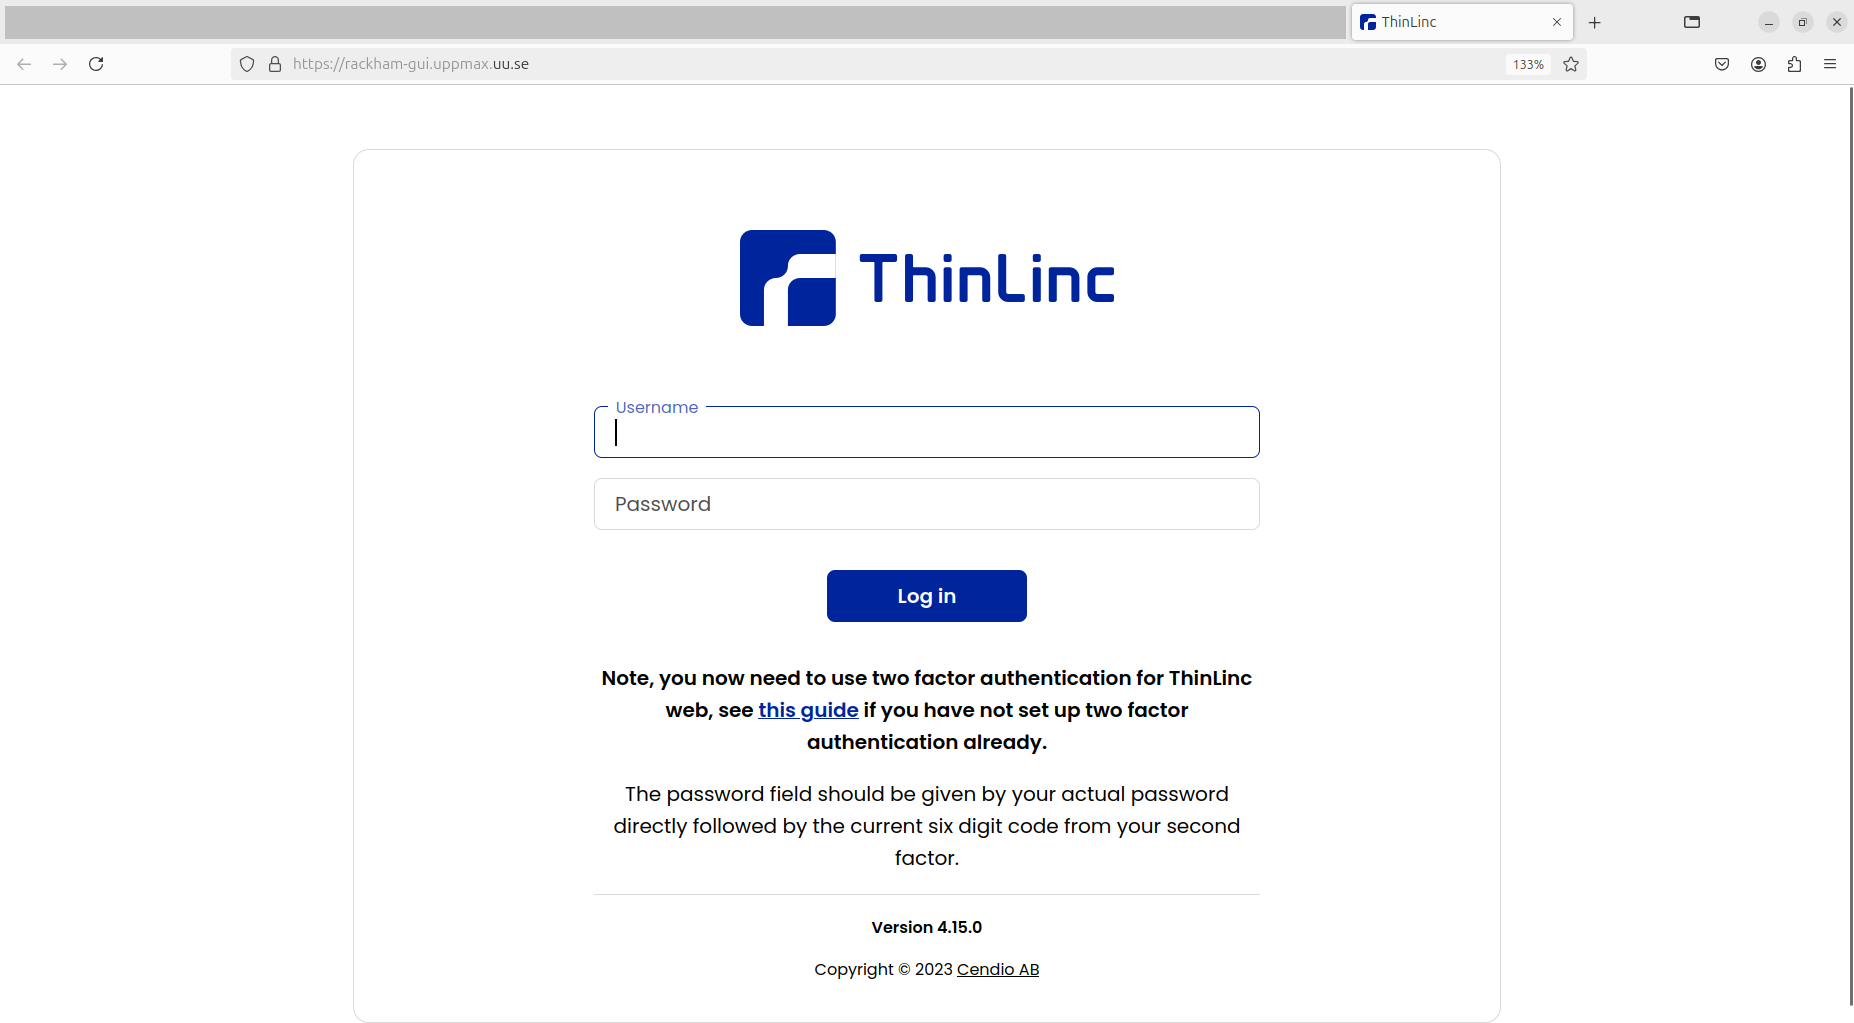 ThinLinc
https://rackham-gui.uppmax.uu.se
133%
ThinLinc
Username
Password
Log in
Note, you now need to use two factor authentication for ThinLinc
web, see this guide if you have not set up two factor
authentication already.
The password field should be given by your actual password
directly followed by the current six digit code from your second
factor.
Version 4.15.0
Copyright © 2023 Cendio AB